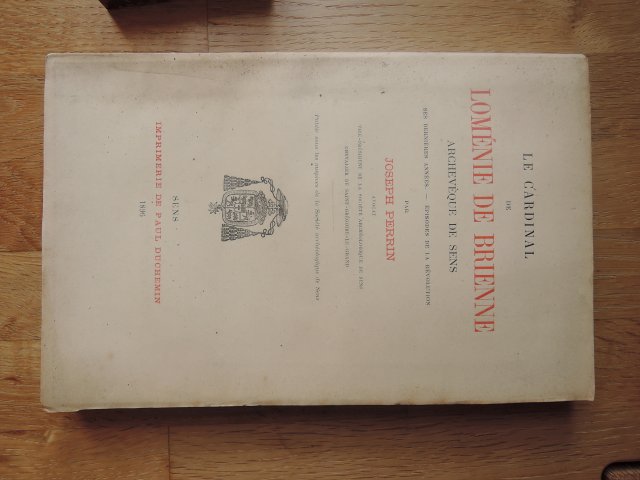 LE CARDINAL
DE
LOMÉNIE DE BRIENNE
ARCHEVÊQUE DE SENS
SES DERNIÈRES ANNÉES. — ÉPISODES DE LA RÉVOLUTION
PAR
JOSEPH PERRIN
AVOCAT
VICE-PRÉSIDENT DE LA SOCIÉTÉ ARCHÉOLOGIQUE DE SENS
CHEVALIER DE SAINT-GRÉGOIRE-LE-GRAND
Publié sous les auspices de la Société archéologique de Sens
SENS
IMPRIMERIE DE PAUL DUCHEMIN
1896